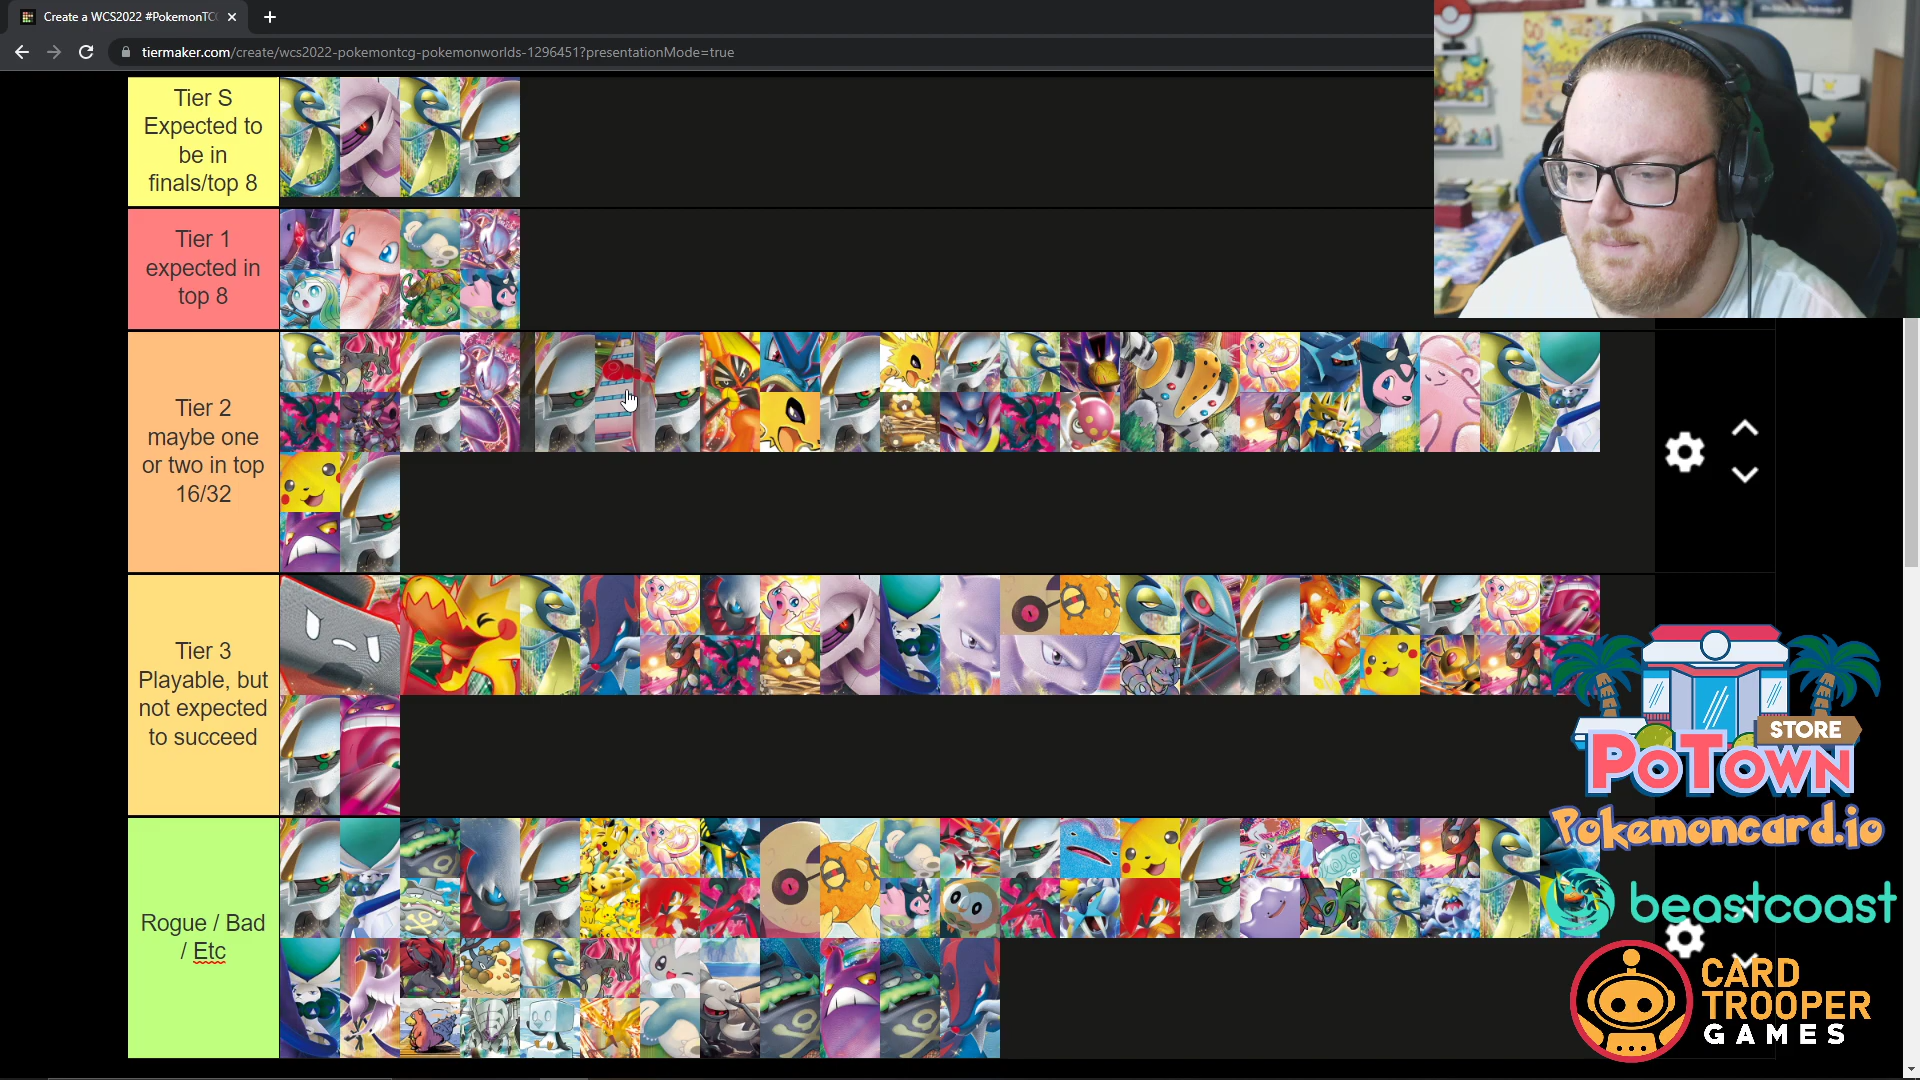 Create a WCS2022 #PokemonTC
tiermaker.com/create/wcs2022-pokemontcg-pokemonworlds-1296451?presentationMode=true
Tier S
Expected to
be in
finals/top 8
Tier 1
expected in
top 8
Tier 2
maybe one
or two in top
16/32
Tier 3
Playable, but
not expected
to succeed
Rogue / Bad
/ Etc
STORE
POTOWN
Pokemoncard.io
beastcoast
CARD
TROOPER
GAMES